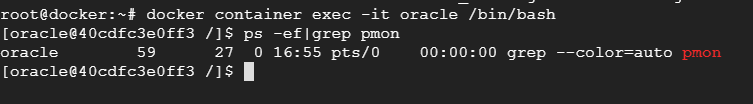 root@docker:~# docker container exec -it oracle /bin/bash
[oracle@40cdfc3e0ff3 /]$ ps -ef|grep pmon
oracle        59      27  0 16:55 pts/0    00:00:00 grep --color=auto pmon
[oracle@40cdfc3e0ff3 /]$